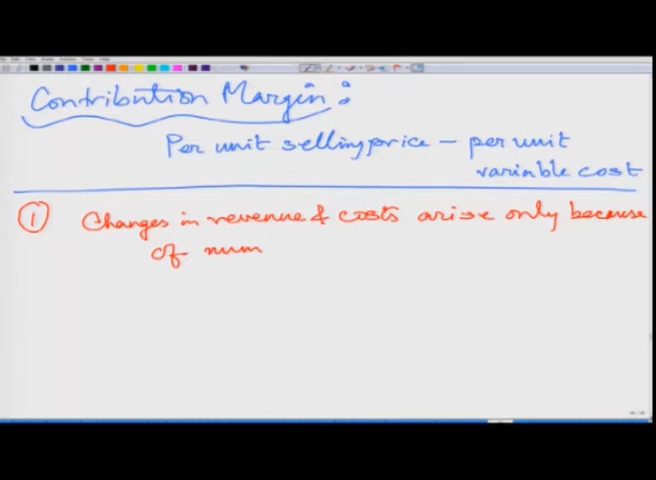 Contribution Margin :
Per unit selling price – per unit
variable cost
① Changes in revenue & costs arise only because
of num